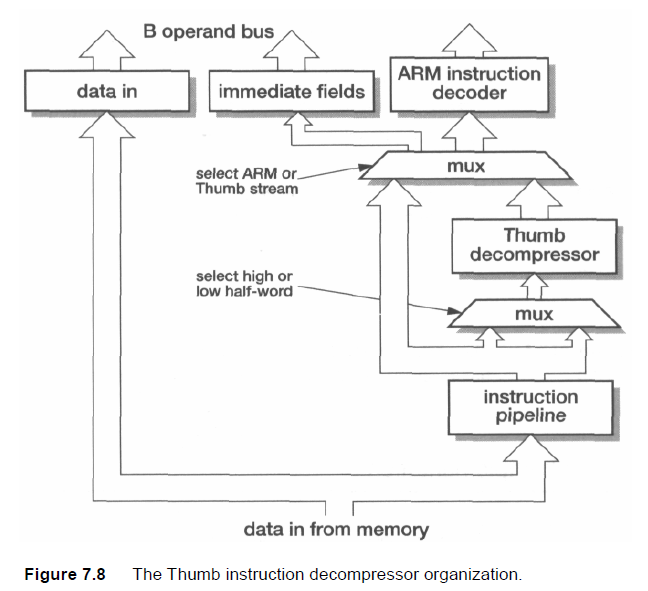 B operand bus
data in
immediate fields
ARM instruction
decoder
mux
select ARM or
Thumb stream
Thumb
decompressor
select high or
low half-word
mux
instruction
pipeline
data in from memory
Figure 7.8 The Thumb instruction decompressor organization.